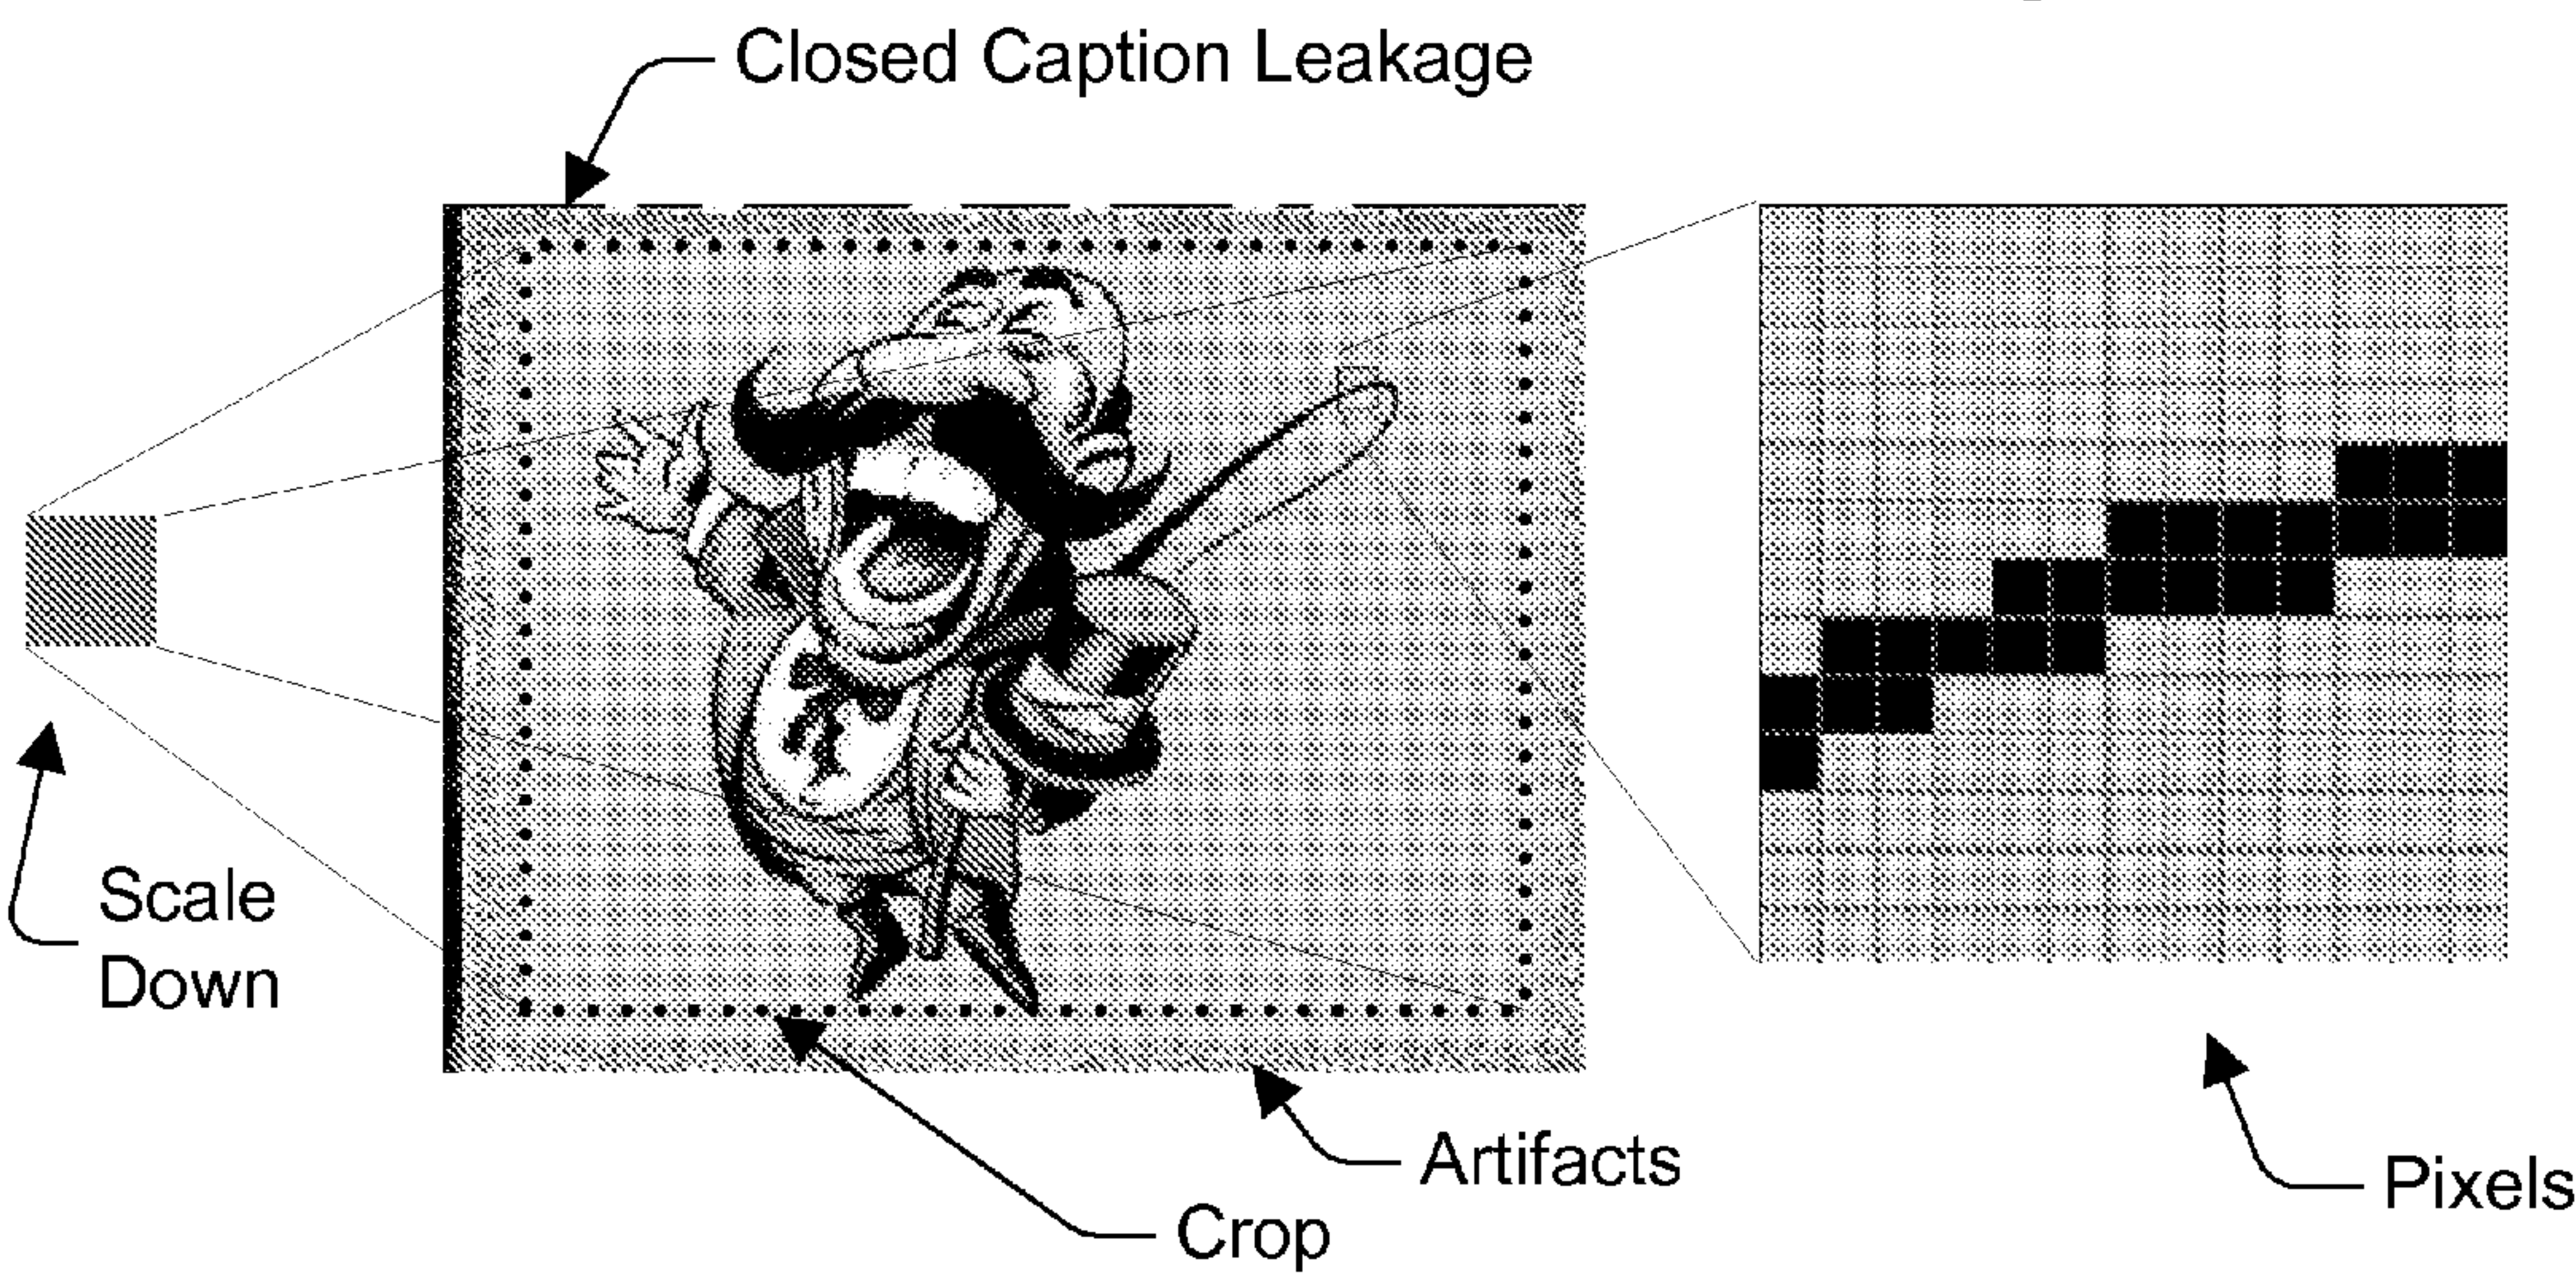 Closed Caption Leakage
Scale
Down
Artifacts
Pixels
Crop